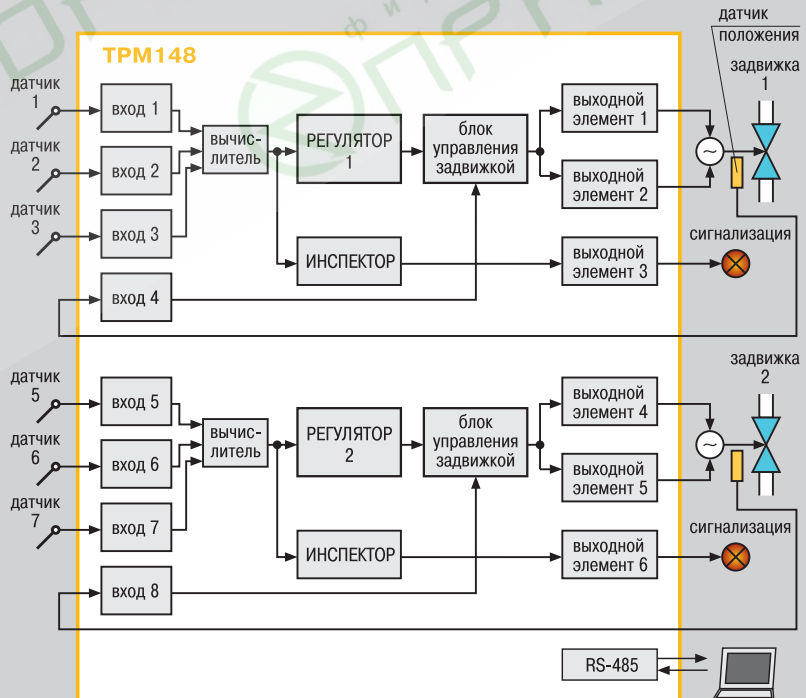 датчик
положения
ТРМ148
задвижка
1
датчик
1
вход 1
датчик
2
вход 2
датчик
3
вход 3
вход 4
вычис-
литель
РЕГУЛЯТОР
1
блок
управления
задвижкой
ИНСПЕКТОР
выходной
элемент 1
выходной
элемент 2
выходной
элемент 3
сигнализация
задвижка
2
датчик
5
вход 5
датчик
6
вход 6
датчик
7
вход 7
вход 8
вычис-
литель
РЕГУЛЯТОР
2
блок
управления
задвижкой
ИНСПЕКТОР
выходной
элемент 4
выходной
элемент 5
выходной
элемент 6
сигнализация
RS-485